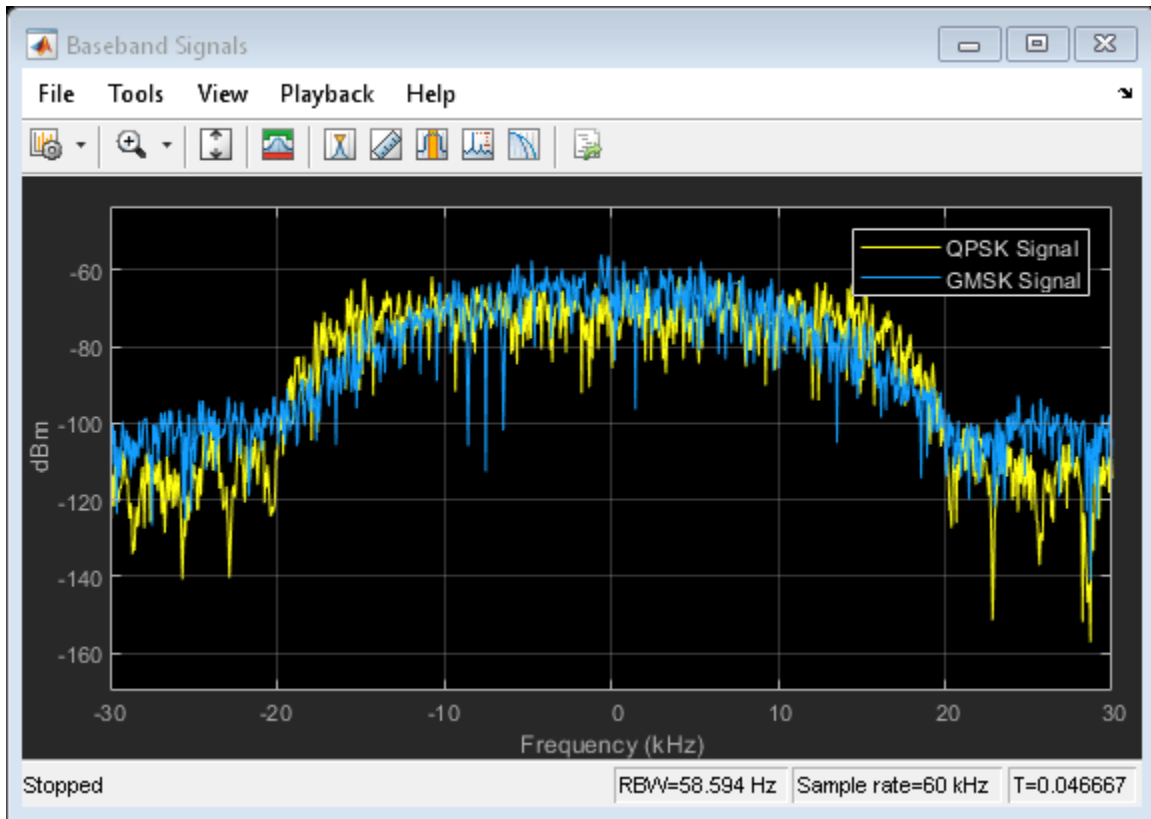 Baseband Signals
File Tools View Playback Help
QPSK Signal
GMSK Signal
-60
-80
-100
-120
-140
-160
dBm
-30 -20 -10 0 10 20 30
Frequency (kHz)
Stopped RBW=58.594 Hz Sample rate=60 kHz T=0.046667